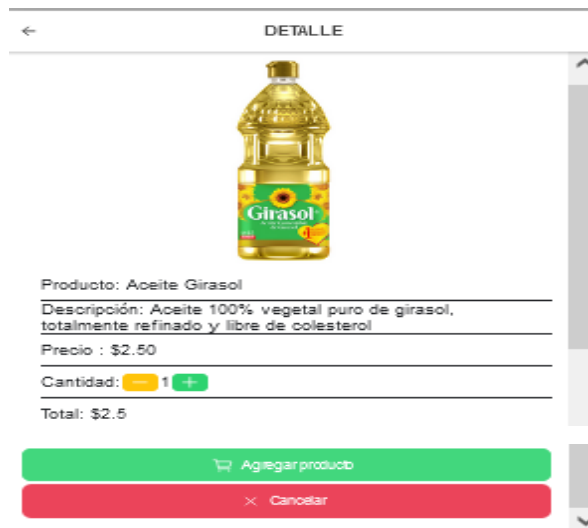 DETALLE
Girasol
Producto: Aceite Girasol
Descripción: Aceite 100% vegetal puro de girasol,
totalmente refinado y libre de colesterol
Precio : $2.50
Cantidad: — 1 +
Total: $2.5
Agregar producto
× Cancelar